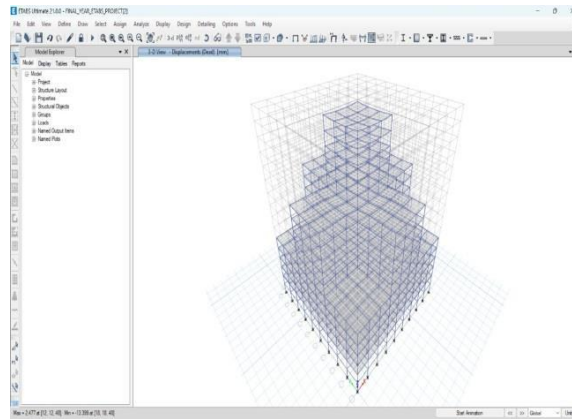 ETABS Ultimate 21.0.0 - FINAL_YEAR_ETABS_PROJECT(3)
File Edit View Define Draw Select Assign Analyze Display Design Detailing Options Tools Help
Model Explorer
3-D View - Displacements (Dead) [mm]
Model Display Tables Reports
Model
Project
Structure Layout
Properties
Structural Objects
Groups
Loads
Named Output Items
Named Plots
Start Animation << >> Global